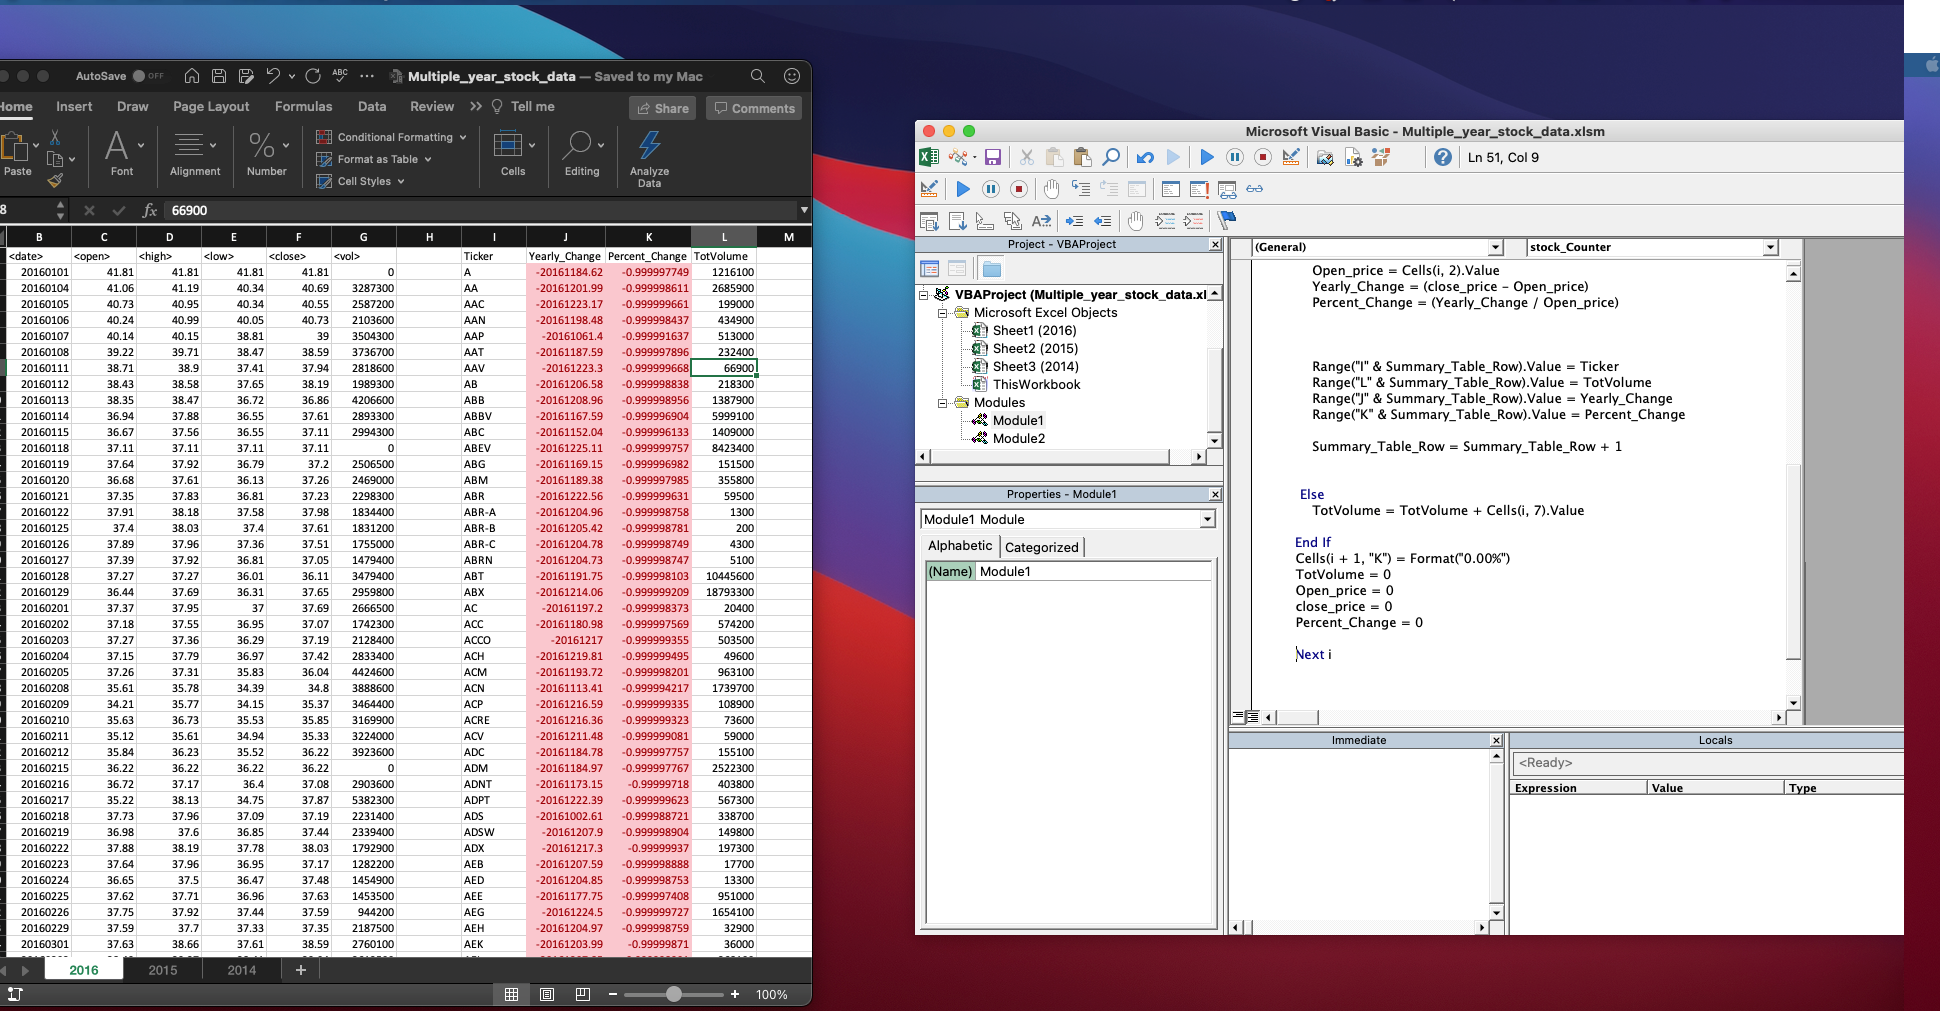 AutoSave OFF ABC ... Multiple_year_stock_data — Saved to my Mac
Home Insert Draw Page Layout Formulas Data Review >> Tell me Share Comments
Paste Font Alignment Number Conditional Formatting Format as Table Cell Styles Cells Editing Analyze Data
8 fx 66900
B C D E F G H I J K L M
<date> <open> <high> <low> <close> <vol> Ticker Yearly_Change Percent_Change TotVolume
20160101 41.81 41.81 41.81 41.81 0 A -20161184.62 -0.999997749 1216100
20160104 41.06 41.19 40.34 40.69 3287300 AA -20161201.99 -0.999998611 2685900
20160105 40.73 40.95 40.34 40.55 2587200 AAC -20161223.17 -0.999999661 199000
20160106 40.24 40.99 40.05 40.73 2103600 AAN -20161198.48 -0.999998437 434900
20160107 40.14 40.15 38.81 39 3504300 AAP -20161061.4 -0.999991637 513000
20160108 39.22 39.71 38.47 38.59 3736700 AAT -20161187.59 -0.999997896 232400
20160111 38.71 38.9 37.41 37.94 2818600 AAV -20161223.3 -0.999999668 66900
20160112 38.43 38.58 37.65 38.19 1989300 AB -20161206.58 -0.999998838 218300
20160113 38.35 38.47 36.72 36.86 4206600 ABB -20161208.96 -0.999998956 1387900
20160114 36.94 37.88 36.55 37.61 2893300 ABBV -20161167.59 -0.999996904 5999100
20160115 36.67 37.56 36.55 37.11 2994300 ABC -20161152.04 -0.999996133 1409000
20160118 37.11 37.11 37.11 37.11 0 ABEV -20161225.11 -0.999999757 8423400
20160119 37.64 37.92 36.79 37.2 2506500 ABG -20161169.15 -0.999996982 151500
20160120 36.68 37.61 36.13 37.26 2469000 ABM -20161189.38 -0.999997985 355800
20160121 37.35 37.83 36.81 37.23 2298300 ABR -20161222.56 -0.999999631 59500
20160122 37.91 38.18 37.58 37.98 1834400 ABR-A -20161204.96 -0.999998758 1300
20160125 37.4 38.03 37.4 37.61 1831200 ABR-B -20161205.42 -0.999998781 200
20160126 37.89 37.96 37.36 37.51 1755000 ABR-C -20161204.78 -0.999998749 4300
20160127 37.39 37.92 36.81 37.05 1479400 ABRN -20161204.73 -0.999998747 5100
20160128 37.27 37.27 36.01 36.11 3479400 ABT -20161191.75 -0.999998103 10445600
20160129 36.44 37.69 36.31 37.65 2959800 ABX -20161214.06 -0.999999209 18793300
20160201 37.37 37.95 37 37.69 2666500 AC -20161197.2 -0.999998373 20400
20160202 37.18 37.55 36.95 37.07 1742300 ACC -20161180.98 -0.999997569 574200
20160203 37.27 37.36 36.29 37.19 2128400 ACCO -20161217 -0.999999355 503500
20160204 37.15 37.79 36.97 37.42 2833400 ACH -20161219.81 -0.999999495 49600
20160205 37.26 37.31 35.83 36.04 4424600 ACM -20161193.72 -0.999998201 963100
20160208 35.61 35.78 34.39 34.8 3888600 ACN -20161113.41 -0.999994217 1739700
20160209 34.21 35.77 34.15 35.37 3464400 ACP -20161216.59 -0.999999335 108900
20160210 35.63 36.73 35.53 35.85 3169900 ACRE -20161216.36 -0.999999323 73600
20160211 35.12 35.61 34.94 35.33 3224000 ACV -20161211.48 -0.999999081 59000
20160212 35.84 36.23 35.52 36.22 3923600 ADC -20161184.78 -0.999997757 155100
20160215 36.22 36.22 36.22 36.22 0 ADM -20161184.97 -0.999997767 2522300
20160216 36.72 37.17 36.4 37.08 2903600 ADNT -20161173.15 -0.99999718 403800
20160217 35.22 38.13 34.75 37.87 5382300 ADPT -20161222.39 -0.999999623 567300
20160218 37.73 37.96 37.09 37.19 2231400 ADS -20161002.61 -0.999988721 338700
20160219 36.98 37.6 36.85 37.44 2339400 ADSW -20161207.9 -0.999998904 149800
20160222 37.88 38.19 37.78 38.03 1792900 ADX -20161217.3 -0.99999937 197300
20160223 37.64 37.96 36.95 37.17 1282200 AEB -20161207.59 -0.999998888 17700
20160224 36.65 37.5 36.47 37.48 1454900 AED -20161204.85 -0.999998753 13300
20160225 37.62 37.71 36.96 37.63 1453500 AEE -20161177.75 -0.999997408 951000
20160226 37.75 37.92 37.44 37.59 944200 AEG -20161224.5 -0.999999727 1654100
20160229 37.59 37.7 37.33 37.35 2187500 AEH -20161204.97 -0.999998759 32900
20160301 37.63 38.66 37.61 38.59 2760100 AEK -20161203.99 -0.99999871 36000
2016 2015 2014 +
100%
Microsoft Visual Basic - Multiple_year_stock_data.xlsm
Ln 51, Col 9
Project - VBAProject
VBAProject (Multiple_year_stock_data.xl
Microsoft Excel Objects
Sheet1 (2016)
Sheet2 (2015)
Sheet3 (2014)
ThisWorkbook
Modules
Module1
Module2
Properties - Module1
Module1 Module
Alphabetic Categorized
(Name) Module1
(General) stock_Counter
Open_price = Cells(i, 2).Value
Yearly_Change = (close_price - Open_price)
Percent_Change = (Yearly_Change / Open_price)
Range("I" & Summary_Table_Row).Value = Ticker
Range("L" & Summary_Table_Row).Value = TotVolume
Range("J" & Summary_Table_Row).Value = Yearly_Change
Range("K" & Summary_Table_Row).Value = Percent_Change
Summary_Table_Row = Summary_Table_Row + 1
Else
TotVolume = TotVolume + Cells(i, 7).Value
End If
Cells(i + 1, "K") = Format("0.00%")
TotVolume = 0
Open_price = 0
close_price = 0
Percent_Change = 0
Next i
Immediate
Locals
<Ready>
Expression Value Type